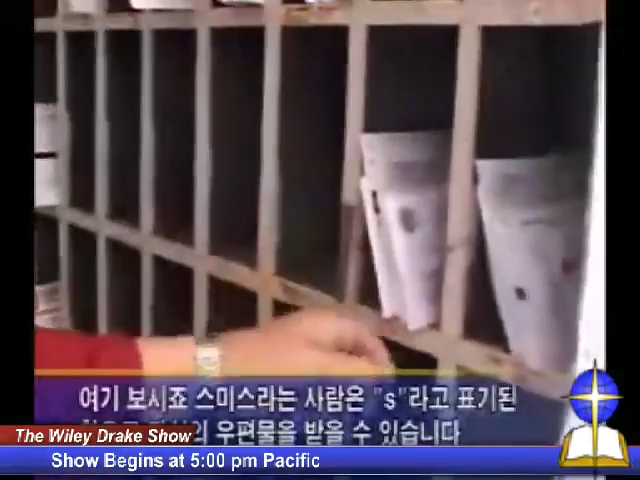 여기 보시죠 스미스라는 사람은 "s"라고 표기된
우편물을 받을 수 있습니다
The Wiley Drake Show
Show Begins at 5:00 pm Pacific